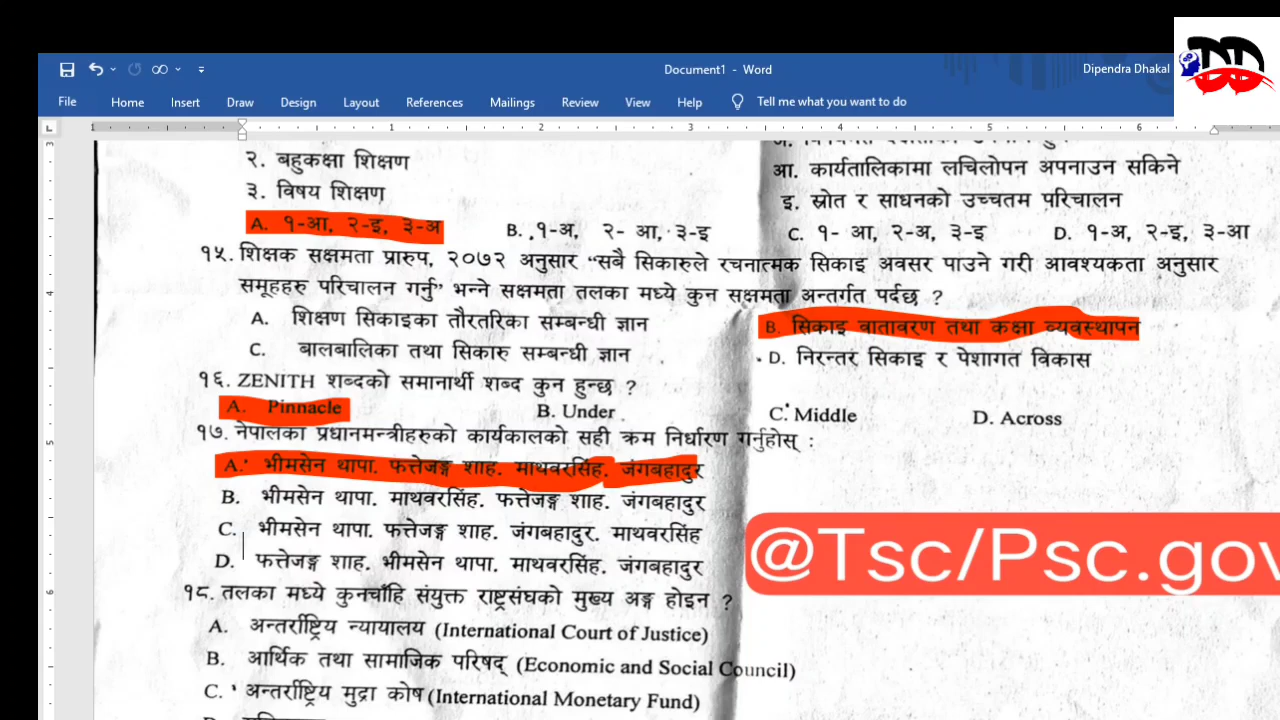 Document1 - Word
Dipendra Dhakal
File Home Insert Draw Design Layout References Mailings Review View Help Tell me what you want to do
1 1 2 3 4 5 6
२. बहुकक्षा शिक्षण
३. विषय शिक्षण
A. १-आ, २-इ, ३-अ
B. १-अ, २- आ, ३-इ
आ. कार्यतालिकामा लचिलोपन अपनाउन सकिने
इ. स्रोत र साधनको उच्चतम परिचालन
C. १- आ, २-अ, ३-इ D. १-अ, २-इ, ३-आ
१५. शिक्षक सक्षमता प्रारुप, २०७२ अनुसार "सबै सिकारुले रचनात्मक सिकाइ अवसर पाउने गरी आवश्यकता अनुसार
समूहहरु परिचालन गर्नु" भन्ने सक्षमता तलका मध्ये कुन सक्षमता अन्तर्गत पर्दछ ?
A. शिक्षण सिकाइका तौरतरिका सम्बन्धी ज्ञान
B. सिकाइ वातावरण तथा कक्षा व्यवस्थापन
C. बालबालिका तथा सिकारु सम्बन्धी ज्ञान
D. निरन्तर सिकाइ र पेशागत विकास
१६. ZENITH शब्दको समानार्थी शब्द कुन हुन्छ ?
A. Pinnacle B. Under C. Middle D. Across
१७. नेपालका प्रधानमन्त्रीहरुको कार्यकालको सही क्रम निर्धारण गर्नुहोस् :
A. भीमसेन थापा. फत्तेजङ्ग शाह. माथवरसिंह. जंगबहादुर
B. भीमसेन थापा. माथवरसिंह. फत्तेजङ्ग शाह. जंगबहादुर
C. भीमसेन थापा. फत्तेजङ्ग शाह. जंगबहादुर. माथवरसिंह
D. फत्तेजङ्ग शाह. भीमसेन थापा. माथवरसिंह. जंगबहादुर
@Tsc/Psc.gov
१८. तलका मध्ये कुनचाँहि संयुक्त राष्ट्रसंघको मुख्य अङ्ग होइन ?
A. अन्तर्राष्ट्रिय न्यायालय (International Court of Justice)
B. आर्थिक तथा सामाजिक परिषद् (Economic and Social Council)
C. अन्तर्राष्ट्रिय मुद्रा कोष (International Monetary Fund)